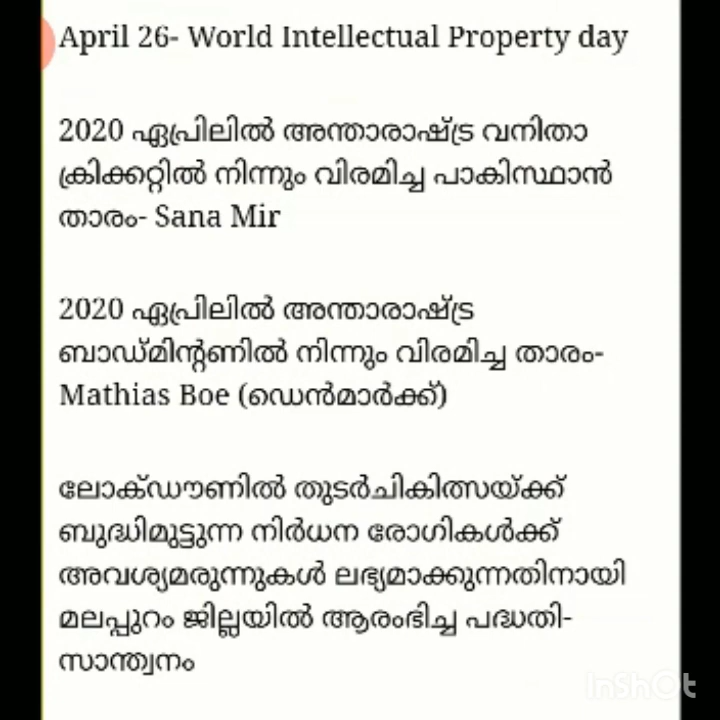 April 26- World Intellectual Property day
2020 ഏപ്രിലിൽ അന്താരാഷ്ട്ര വനിതാ
ക്രിക്കറ്റിൽ നിന്നും വിരമിച്ച പാകിസ്ഥാൻ
താരം- Sana Mir
2020 ഏപ്രിലിൽ അന്താരാഷ്ട്ര
ബാഡ്മിന്റണിൽ നിന്നും വിരമിച്ച താരം-
Mathias Boe (ഡെൻമാർക്ക്)
ലോക്ഡൗണിൽ തുടർചികിത്സയ്ക്ക്
ബുദ്ധിമുട്ടുന്ന നിർധന രോഗികൾക്ക്
അവശ്യമരുന്നുകൾ ലഭ്യമാക്കുന്നതിനായി
മലപ്പുറം ജില്ലയിൽ ആരംഭിച്ച പദ്ധതി-
സാന്ത്വനം
InShOt